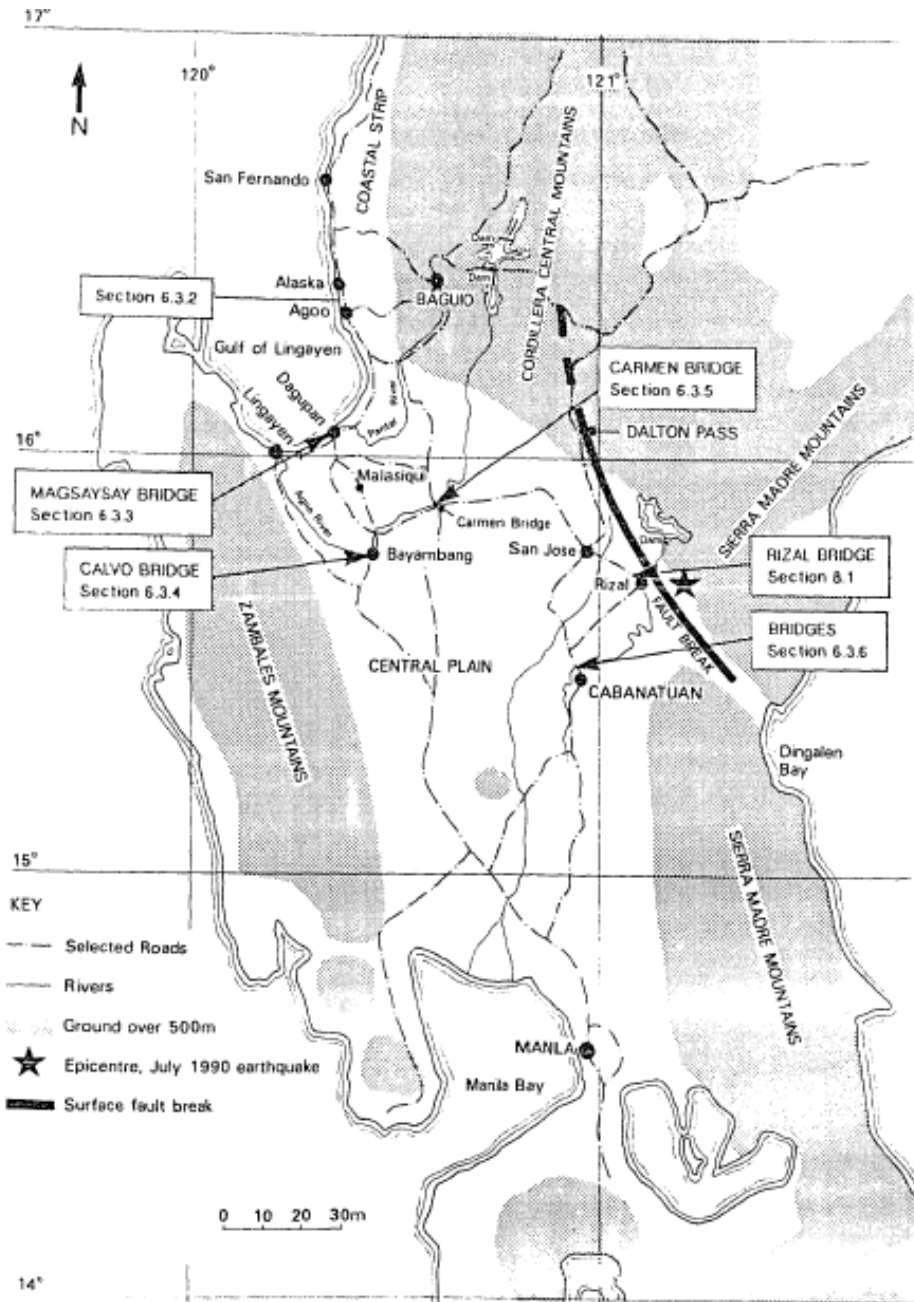 17°
120°
121°
N
COASTAL STRIP
San Fernando
CORDILLERA CENTRAL MOUNTAINS
Dam
Dam
Section 6.3.2
Alaska
BAGUIO
Agoo
Gulf of Lingayen
CARMEN BRIDGE
Section 6.3.5
Dagupan
Lingayen
Pantal
River
DALTON PASS
16°
SIERRA MADRE MOUNTAINS
MAGSAYSAY BRIDGE
Section 6.3.3
Malasiqui
Agno River
Carmen Bridge
Dam
CALVO BRIDGE
Section 6.3.4
Bayambang
San Jose
Rizal
RIZAL BRIDGE
Section 8.1
FAULT BREAK
BRIDGES
Section 6.3.6
ZAMBALES MOUNTAINS
CENTRAL PLAIN
CABANATUAN
Dingalen
Bay
15°
SIERRA MADRE MOUNTAINS
KEY
Selected Roads
Rivers
Ground over 500m
Epicentre, July 1990 earthquake
Surface fault break
MANILA
Manila Bay
0 10 20 30m
14°